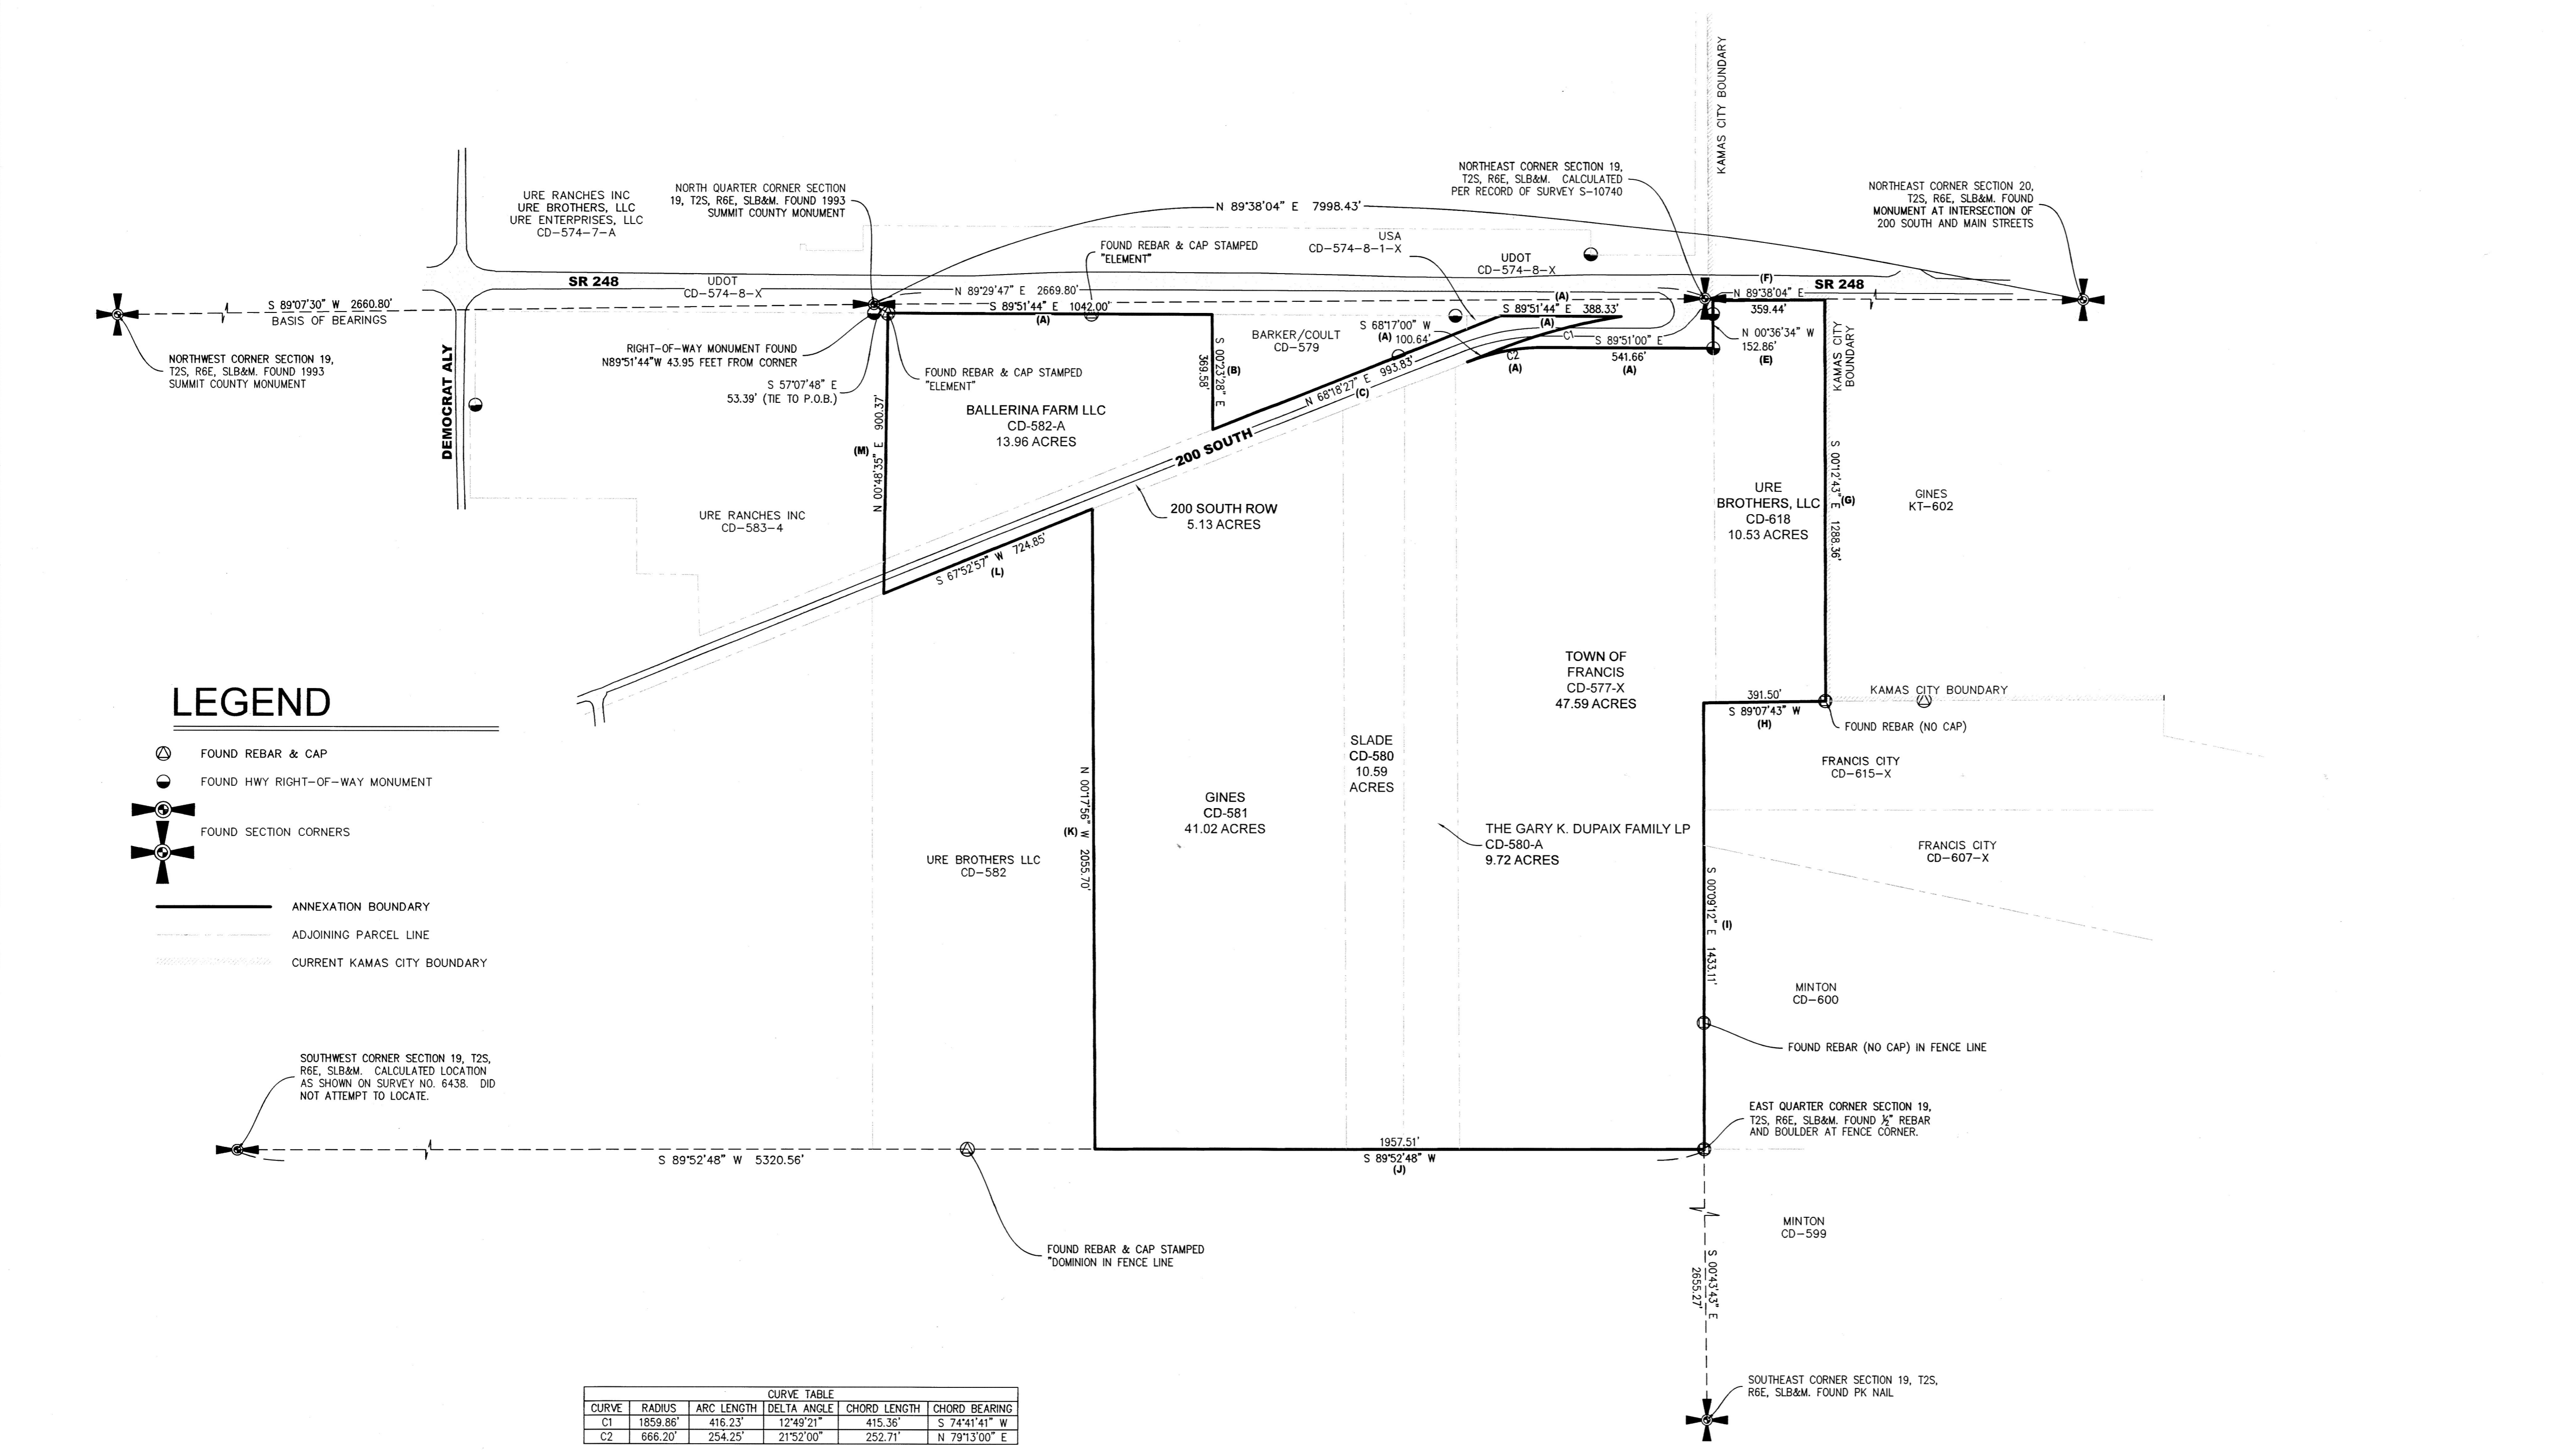 KAMAS CITY BOUNDARY
URE RANCHES INC
URE BROTHERS, LLC
URE ENTERPRISES, LLC
CD-574-7-A
NORTH QUARTER CORNER SECTION
19, T2S, R6E, SLB&M. FOUND 1993
SUMMIT COUNTY MONUMENT
NORTHEAST CORNER SECTION 19,
T2S, R6E, SLB&M. CALCULATED
PER RECORD OF SURVEY S-10740
NORTHEAST CORNER SECTION 20,
T2S, R6E, SLB&M. FOUND
MONUMENT AT INTERSECTION OF
200 SOUTH AND MAIN STREETS
N 89°38'04" E 7998.43'
FOUND REBAR & CAP STAMPED
"ELEMENT"
USA
CD-574-8-1-X
UDOT
CD-574-8-X
SR 248
UDOT
CD-574-8-X
(F)
SR 248
S 89°07'30" W 2660.80'
BASIS OF BEARINGS
N 89°29'47" E 2669.80'
(A)
S 89°51'44" E 1042.00'
(A)
N 89°38'04" E
359.44'
S 89°51'44" E 388.33'
(A)
NORTHWEST CORNER SECTION 19,
T2S, R6E, SLB&M. FOUND 1993
SUMMIT COUNTY MONUMENT
DEMOCRAT ALY
RIGHT-OF-WAY MONUMENT FOUND
N89°51'44"W 43.95 FEET FROM CORNER
S 57°07'48" E
53.39' (TIE TO P.O.B.)
FOUND REBAR & CAP STAMPED
"ELEMENT"
S 00°23'28" E
369.58'
(B)
BARKER/COULT
CD-579
S 68°17'00" W
(A) 100.64'
C1
S 89°51'00" E
541.66'
(A)
C2
(A)
N 00°36'34" W
152.86'
(E)
KAMAS CITY
BOUNDARY
N 68°18'27" E 993.83'
(C)
BALLERINA FARM LLC
CD-582-A
13.96 ACRES
(M)
N 00°48'35" E 900.37'
200 SOUTH
200 SOUTH ROW
5.13 ACRES
URE RANCHES INC
CD-583-4
S 67°52'57" W 724.85'
(L)
URE
BROTHERS, LLC
CD-618
10.53 ACRES
S 00°12'43" E 1288.36'
(G)
GINES
KT-602
TOWN OF
FRANCIS
CD-577-X
47.59 ACRES
391.50'
S 89°07'43" W
(H)
KAMAS CITY BOUNDARY
FOUND REBAR (NO CAP)
FRANCIS CITY
CD-615-X
FRANCIS CITY
CD-607-X
LEGEND
FOUND REBAR & CAP
FOUND HWY RIGHT-OF-WAY MONUMENT
FOUND SECTION CORNERS
ANNEXATION BOUNDARY
ADJOINING PARCEL LINE
CURRENT KAMAS CITY BOUNDARY
SLADE
CD-580
10.59
ACRES
GINES
CD-581
41.02 ACRES
THE GARY K. DUPAIX FAMILY LP
CD-580-A
9.72 ACRES
URE BROTHERS LLC
CD-582
N 00°17'56" W 2055.70'
(K)
S 00°09'12" E 1433.11'
(I)
MINTON
CD-600
FOUND REBAR (NO CAP) IN FENCE LINE
EAST QUARTER CORNER SECTION 19,
T2S, R6E, SLB&M. FOUND ½" REBAR
AND BOULDER AT FENCE CORNER.
SOUTHWEST CORNER SECTION 19, T2S,
R6E, SLB&M. CALCULATED LOCATION
AS SHOWN ON SURVEY NO. 6438. DID
NOT ATTEMPT TO LOCATE.
S 89°52'48" W 5320.56'
1957.51'
S 89°52'48" W
(J)
FOUND REBAR & CAP STAMPED
"DOMINION IN FENCE LINE
MINTON
CD-599
S 00°43'43" E
2655.27'
SOUTHEAST CORNER SECTION 19, T2S,
R6E, SLB&M. FOUND PK NAIL
CURVE TABLE
CURVE RADIUS ARC LENGTH DELTA ANGLE CHORD LENGTH CHORD BEARING
C1 1859.86' 416.23' 12°49'21" 415.36' S 74°41'41" W
C2 666.20' 254.25' 21°52'00" 252.71' N 79°13'00" E